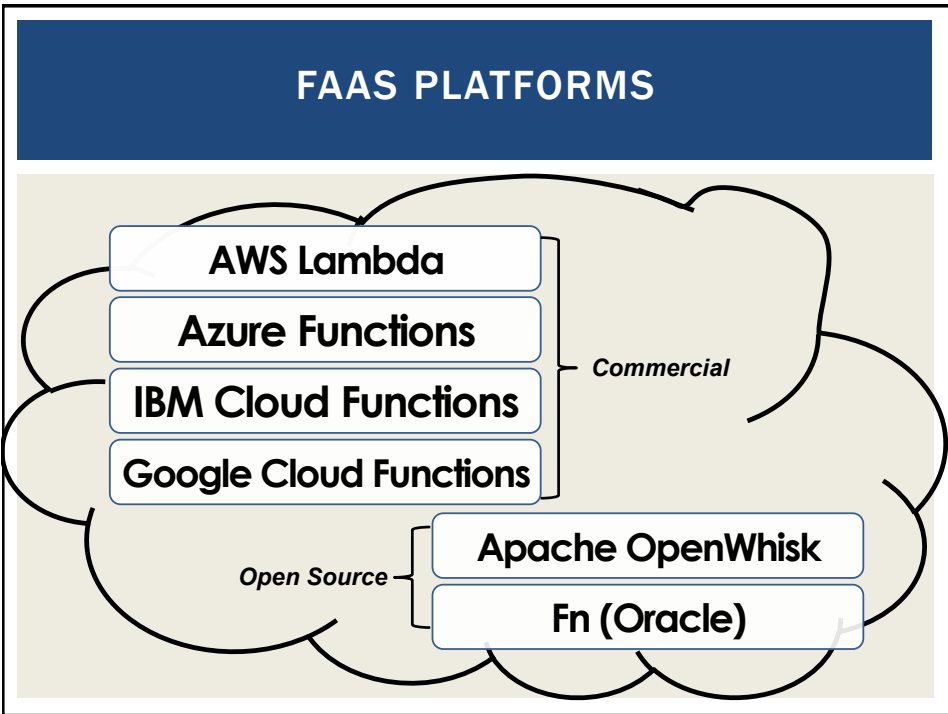 FAAS PLATFORMS
AWS Lambda
Azure Functions
Commercial
IBM Cloud Functions
Google Cloud Functions
Apache OpenWhisk
Open Source
Fn (Oracle)